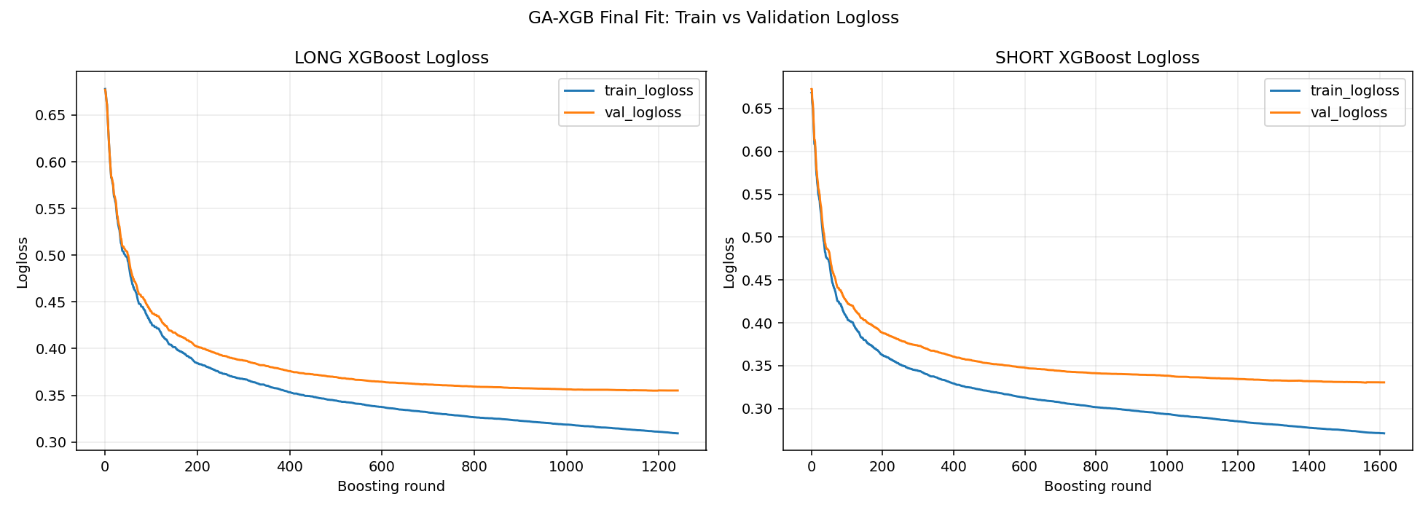 GA-XGB Final Fit: Train vs Validation Logloss
LONG XGBoost Logloss
train_logloss
val_logloss
0.65
0.60
0.55
0.50
0.45
0.40
0.35
0.30
Logloss
0 200 400 600 800 1000 1200
Boosting round
SHORT XGBoost Logloss
train_logloss
val_logloss
0.65
0.60
0.55
0.50
0.45
0.40
0.35
0.30
Logloss
0 200 400 600 800 1000 1200 1400 1600
Boosting round